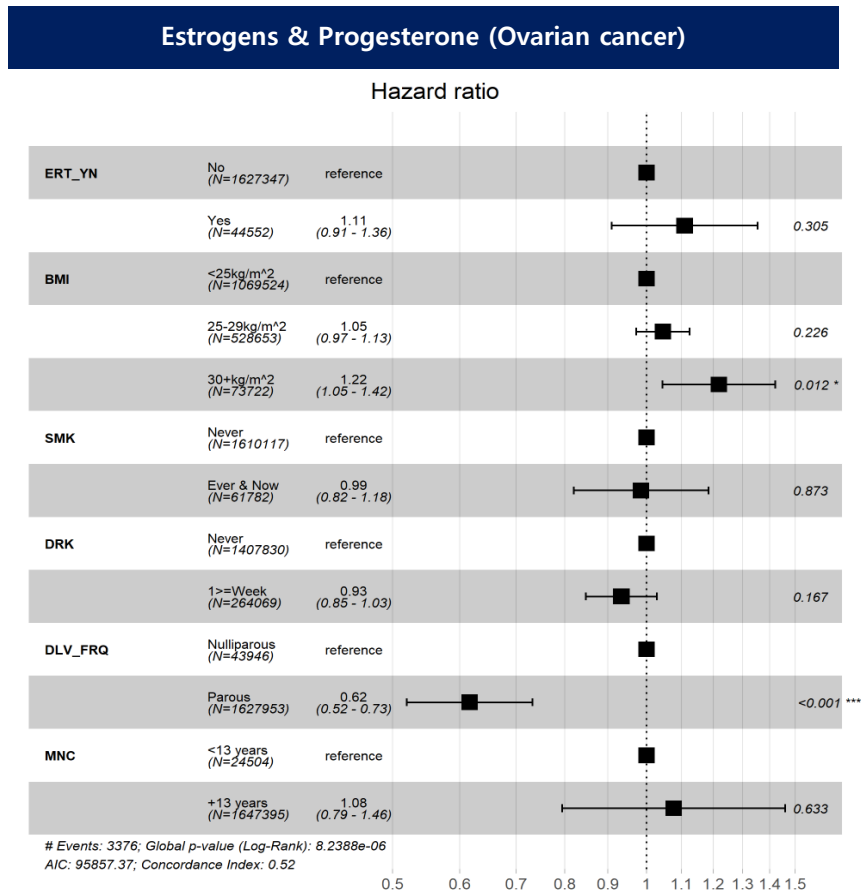 Estrogens & Progesterone (Ovarian cancer)
Hazard ratio
ERT_YN No reference
(N=1627347)
Yes 1.11 0.305
(N=44552) (0.91 - 1.36)
BMI <25kg/m^2 reference
(N=1069524)
25-29kg/m^2 1.05 0.226
(N=528653) (0.97 - 1.13)
30+kg/m^2 1.22 0.012 *
(N=73722) (1.05 - 1.42)
SMK Never reference
(N=1610117)
Ever & Now 0.99 0.873
(N=61782) (0.82 - 1.18)
DRK Never reference
(N=1407830)
1>=Week 0.93 0.167
(N=264069) (0.85 - 1.03)
DLV_FRQ Nulliparous reference
(N=43946)
Parous 0.62 <0.001 ***
(N=1627953) (0.52 - 0.73)
MNC <13 years reference
(N=24504)
+13 years 1.08 0.633
(N=1647395) (0.79 - 1.46)
# Events: 3376; Global p-value (Log-Rank): 8.2388e-06
AIC: 95857.37; Concordance Index: 0.52
0.5 0.6 0.7 0.8 0.9 1 1.1 1.2 1.3 1.4 1.5